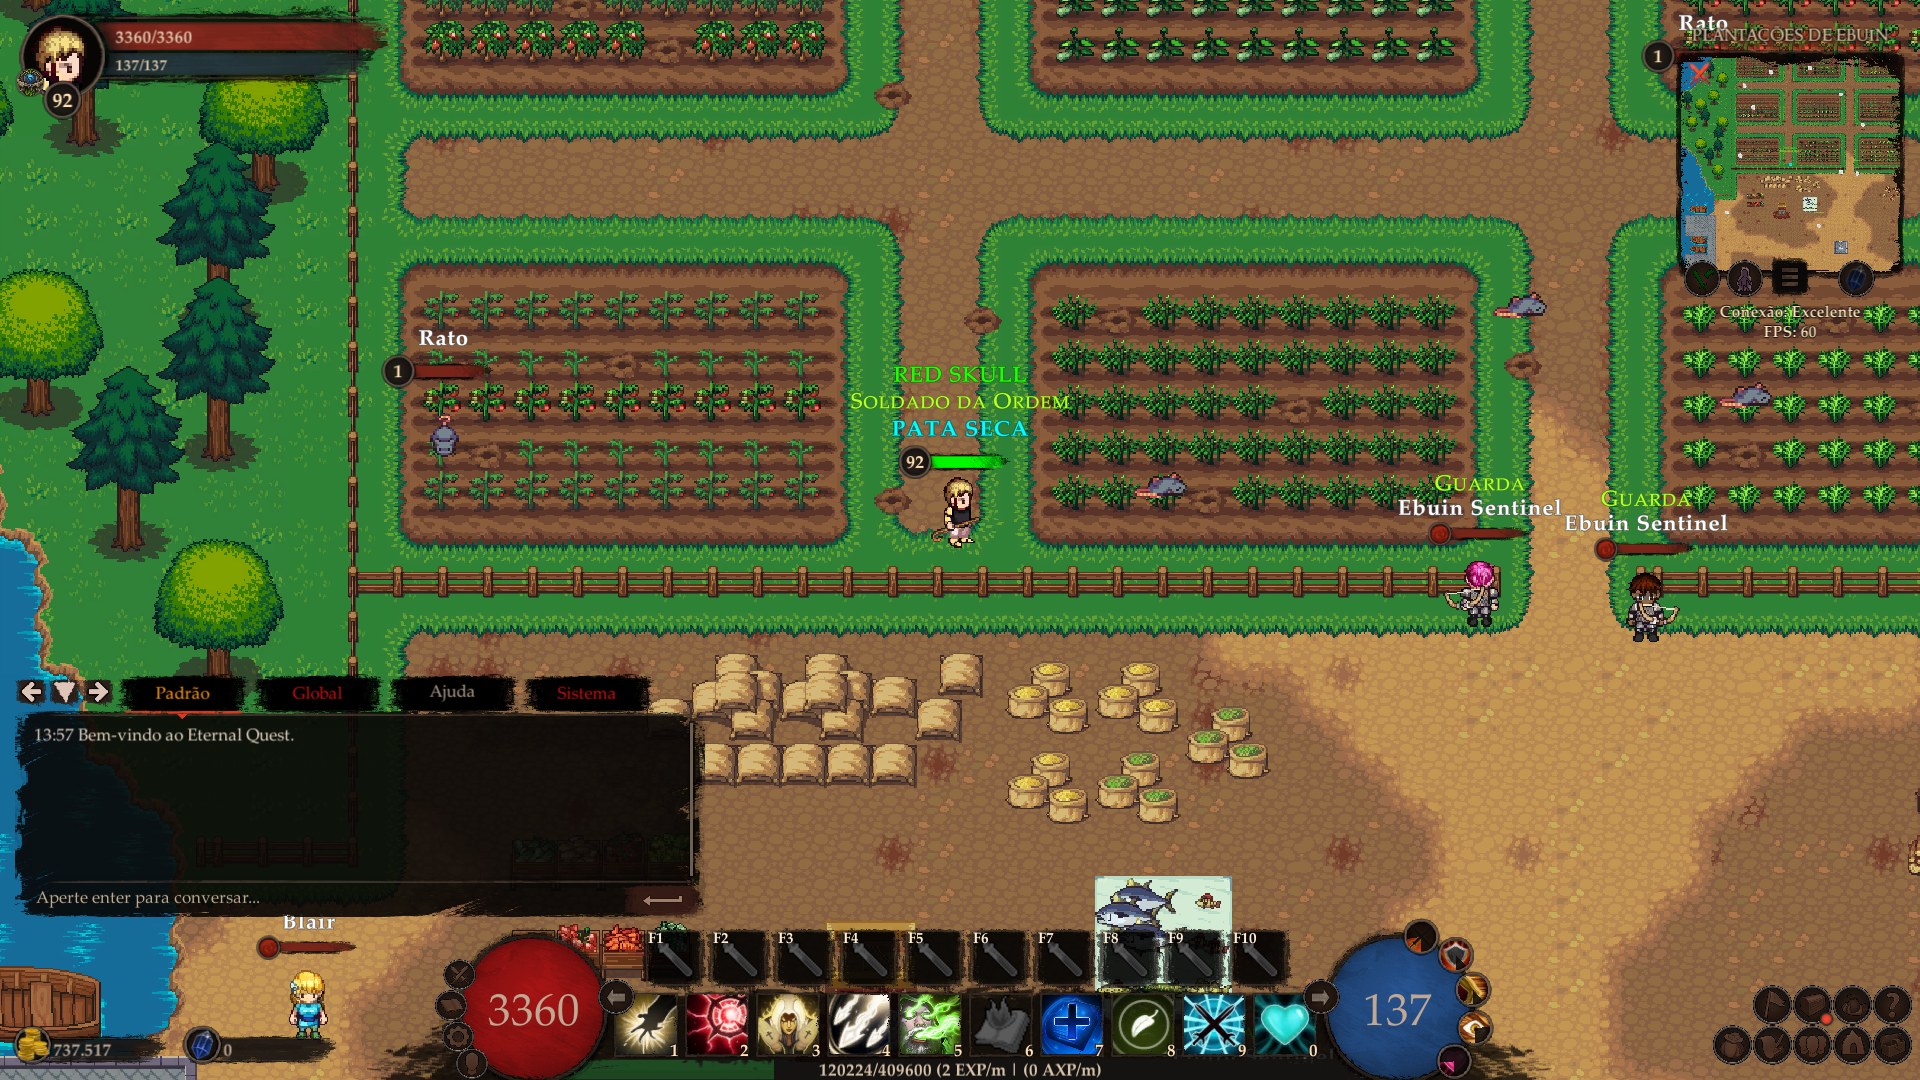 3360/3360
137/137
92
Rato
PLANTAÇÕES DE EBUIN
1
Conexão: Excelente
FPS: 60
Rato
1
RED SKULL
Soldado da Ordem
PATA SECA
92
Guarda
Ebuin Sentinel
Guarda
Ebuin Sentinel
Padrão
Global
Ajuda
Sistema
13:57 Bem-vindo ao Eternal Quest.
Aperte enter para conversar...
Blair
F1
F2
F3
F4
F5
F6
F7
F8
F9
F10
3360
137
1
2
3
4
5
6
7
8
9
0
737.517
0
120224/409600 (2 EXP/m | (0 AXP/m)